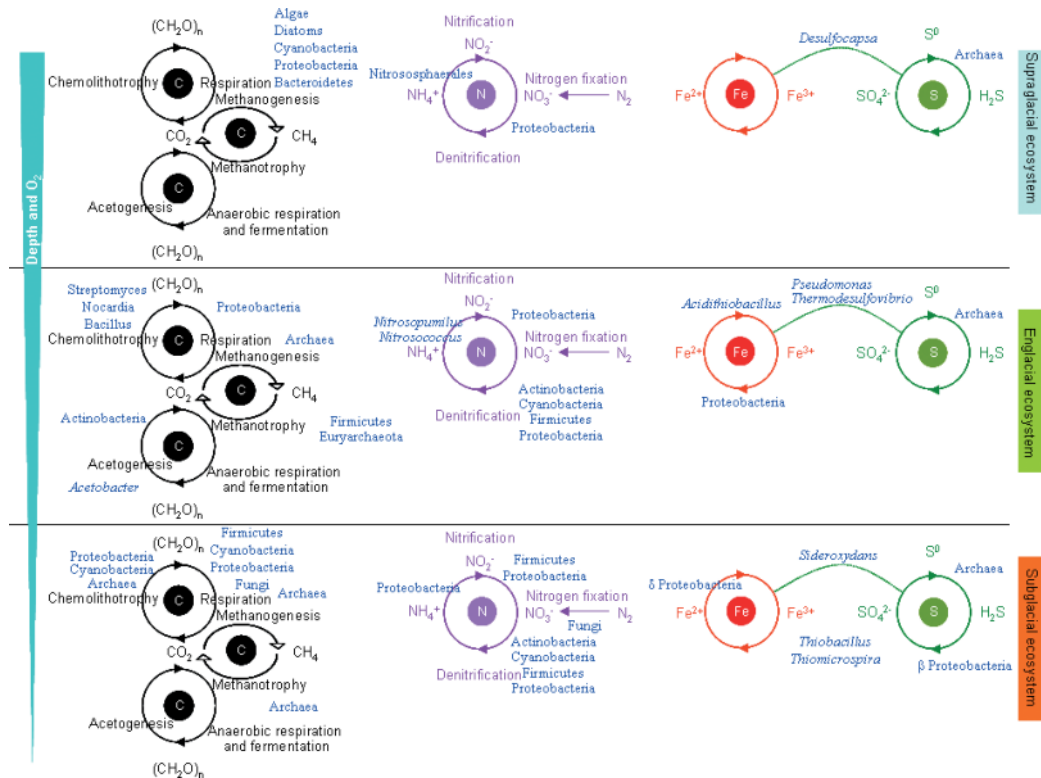 Depth and O₂
Supraglacial ecosystem
(CH₂O)ₙ
Algae
Diatoms
Cyanobacteria
Proteobacteria
Bacteroidetes
Chemolithotrophy
C
Respiration
Methanogenesis
CO₂
C
CH₄
Methanotrophy
C
Acetogenesis
Anaerobic respiration
and fermentation
(CH₂O)ₙ
Nitrification
NO₂⁻
Nitrososphaerales
NH₄⁺
N
Nitrogen fixation
NO₃⁻
N₂
Proteobacteria
Denitrification
Desulfocapsa
Fe²⁺
Fe
Fe³⁺
S⁰
Archaea
SO₄²⁻
S
H₂S
Englacial ecosystem
(CH₂O)ₙ
Streptomyces
Nocardia
Bacillus
Proteobacteria
Chemolithotrophy
C
Respiration
Archaea
Methanogenesis
CO₂
C
CH₄
Methanotrophy
Firmicutes
Euryarchaeota
Actinobacteria
C
Acetogenesis
Anaerobic respiration
and fermentation
Acetobacter
(CH₂O)ₙ
Nitrification
NO₂⁻
Proteobacteria
Nitrosopumilus
Nitrosococcus
NH₄⁺
N
Nitrogen fixation
NO₃⁻
N₂
Actinobacteria
Cyanobacteria
Firmicutes
Proteobacteria
Denitrification
Acidithiobacillus
Pseudomonas
Thermodesulfovibrio
Fe²⁺
Fe
Fe³⁺
Proteobacteria
S⁰
Archaea
SO₄²⁻
S
H₂S
Subglacial ecosystem
(CH₂O)ₙ
Firmicutes
Cyanobacteria
Proteobacteria
Fungi
Proteobacteria
Cyanobacteria
Archaea
Chemolithotrophy
C
Respiration
Archaea
Methanogenesis
CO₂
C
CH₄
Methanotrophy
Archaea
C
Acetogenesis
Anaerobic respiration
and fermentation
(CH₂O)ₙ
Nitrification
NO₂⁻
Firmicutes
Proteobacteria
Proteobacteria
NH₄⁺
N
Nitrogen fixation
NO₃⁻
N₂
Fungi
Actinobacteria
Cyanobacteria
Firmicutes
Proteobacteria
Denitrification
Sideroxydans
δ Proteobacteria
Fe²⁺
Fe
Fe³⁺
Thiobacillus
Thiomicrospira
S⁰
Archaea
SO₄²⁻
S
H₂S
β Proteobacteria